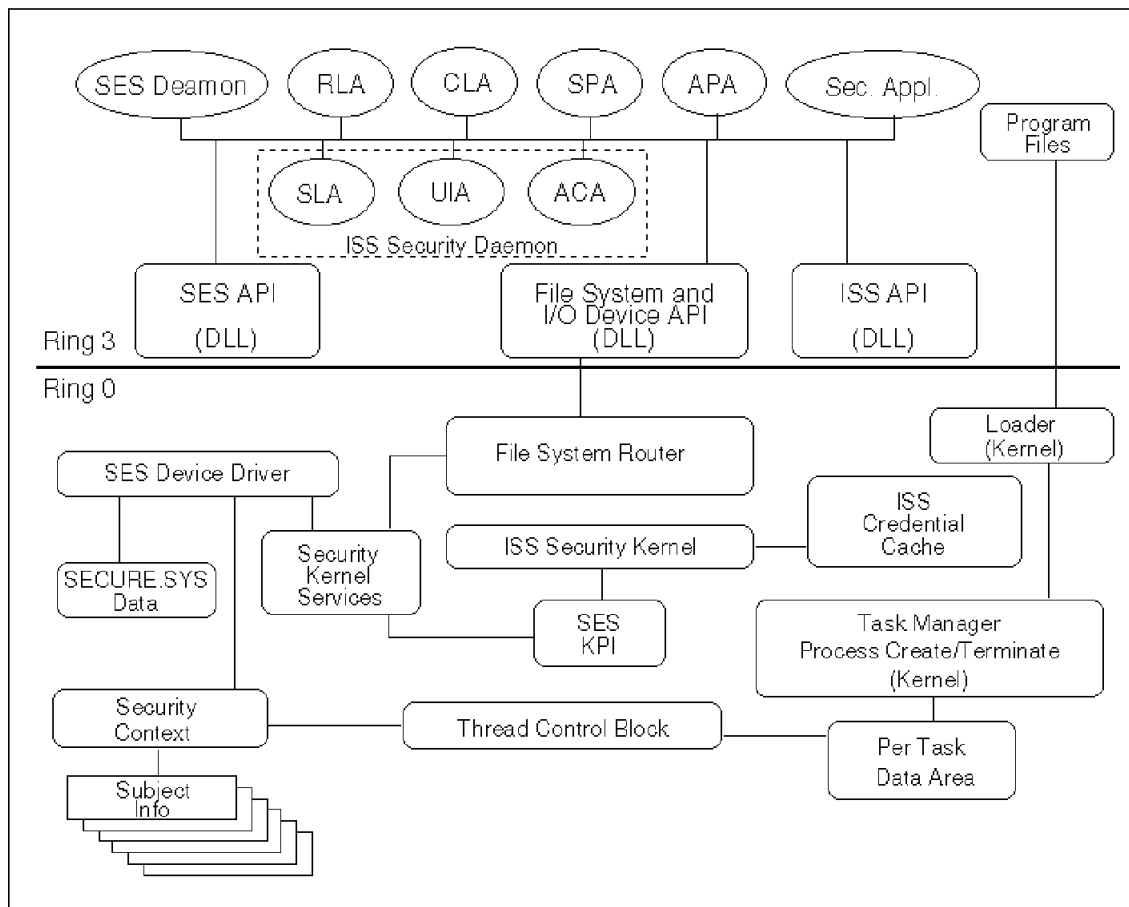 SES Deamon
RLA
CLA
SPA
APA
Sec. Appl.
Program
Files
SLA
UIA
ACA
ISS Security Daemon
SES API
(DLL)
File System and
I/O Device API
(DLL)
ISS API
(DLL)
Ring 3
Ring 0
File System Router
Loader
(Kernel)
SES Device Driver
ISS
Credential
Cache
ISS Security Kernel
Security
Kernel
Services
SECURE.SYS
Data
SES
KPI
Task Manager
Process Create/Terminate
(Kernel)
Security
Context
Thread Control Block
Per Task
Data Area
Subject
Info